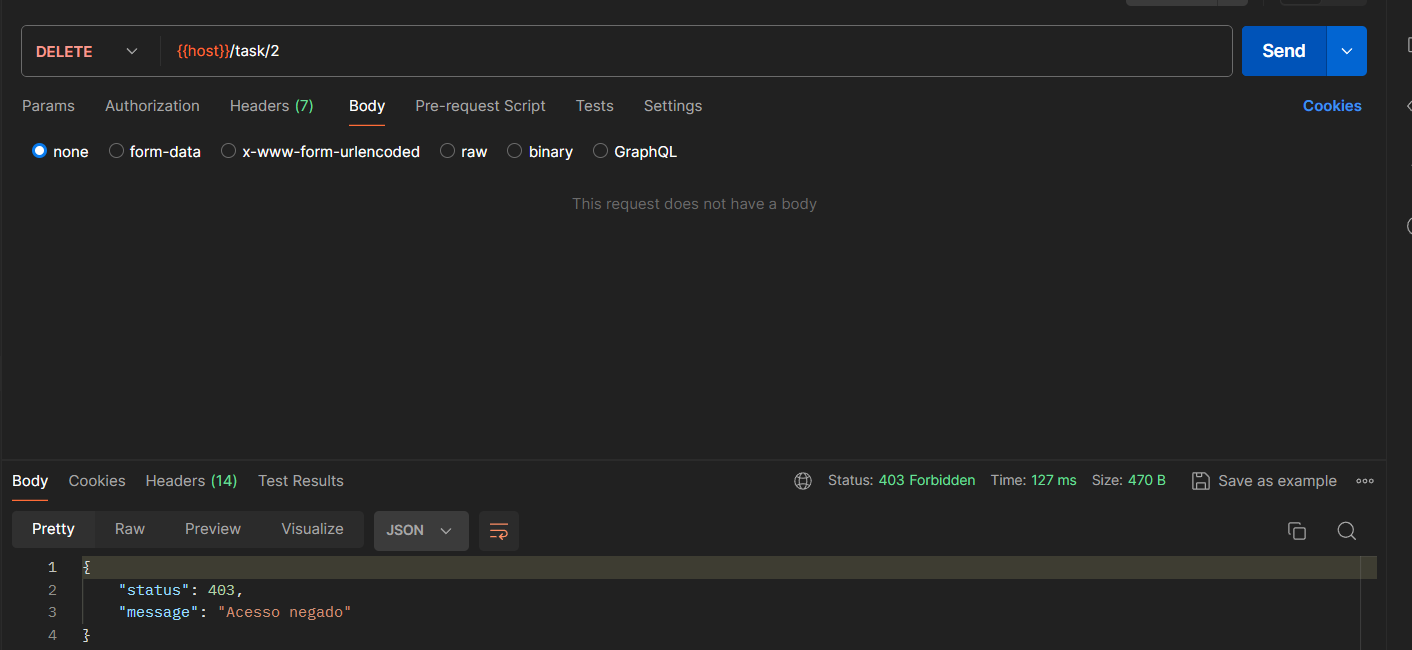 DELETE {{host}}/task/2 Send
Params Authorization Headers (7) Body Pre-request Script Tests Settings Cookies
none form-data x-www-form-urlencoded raw binary GraphQL
This request does not have a body
Body Cookies Headers (14) Test Results Status: 403 Forbidden Time: 127 ms Size: 470 B Save as example
Pretty Raw Preview Visualize JSON
1 {
2 "status": 403,
3 "message": "Acesso negado"
4 }